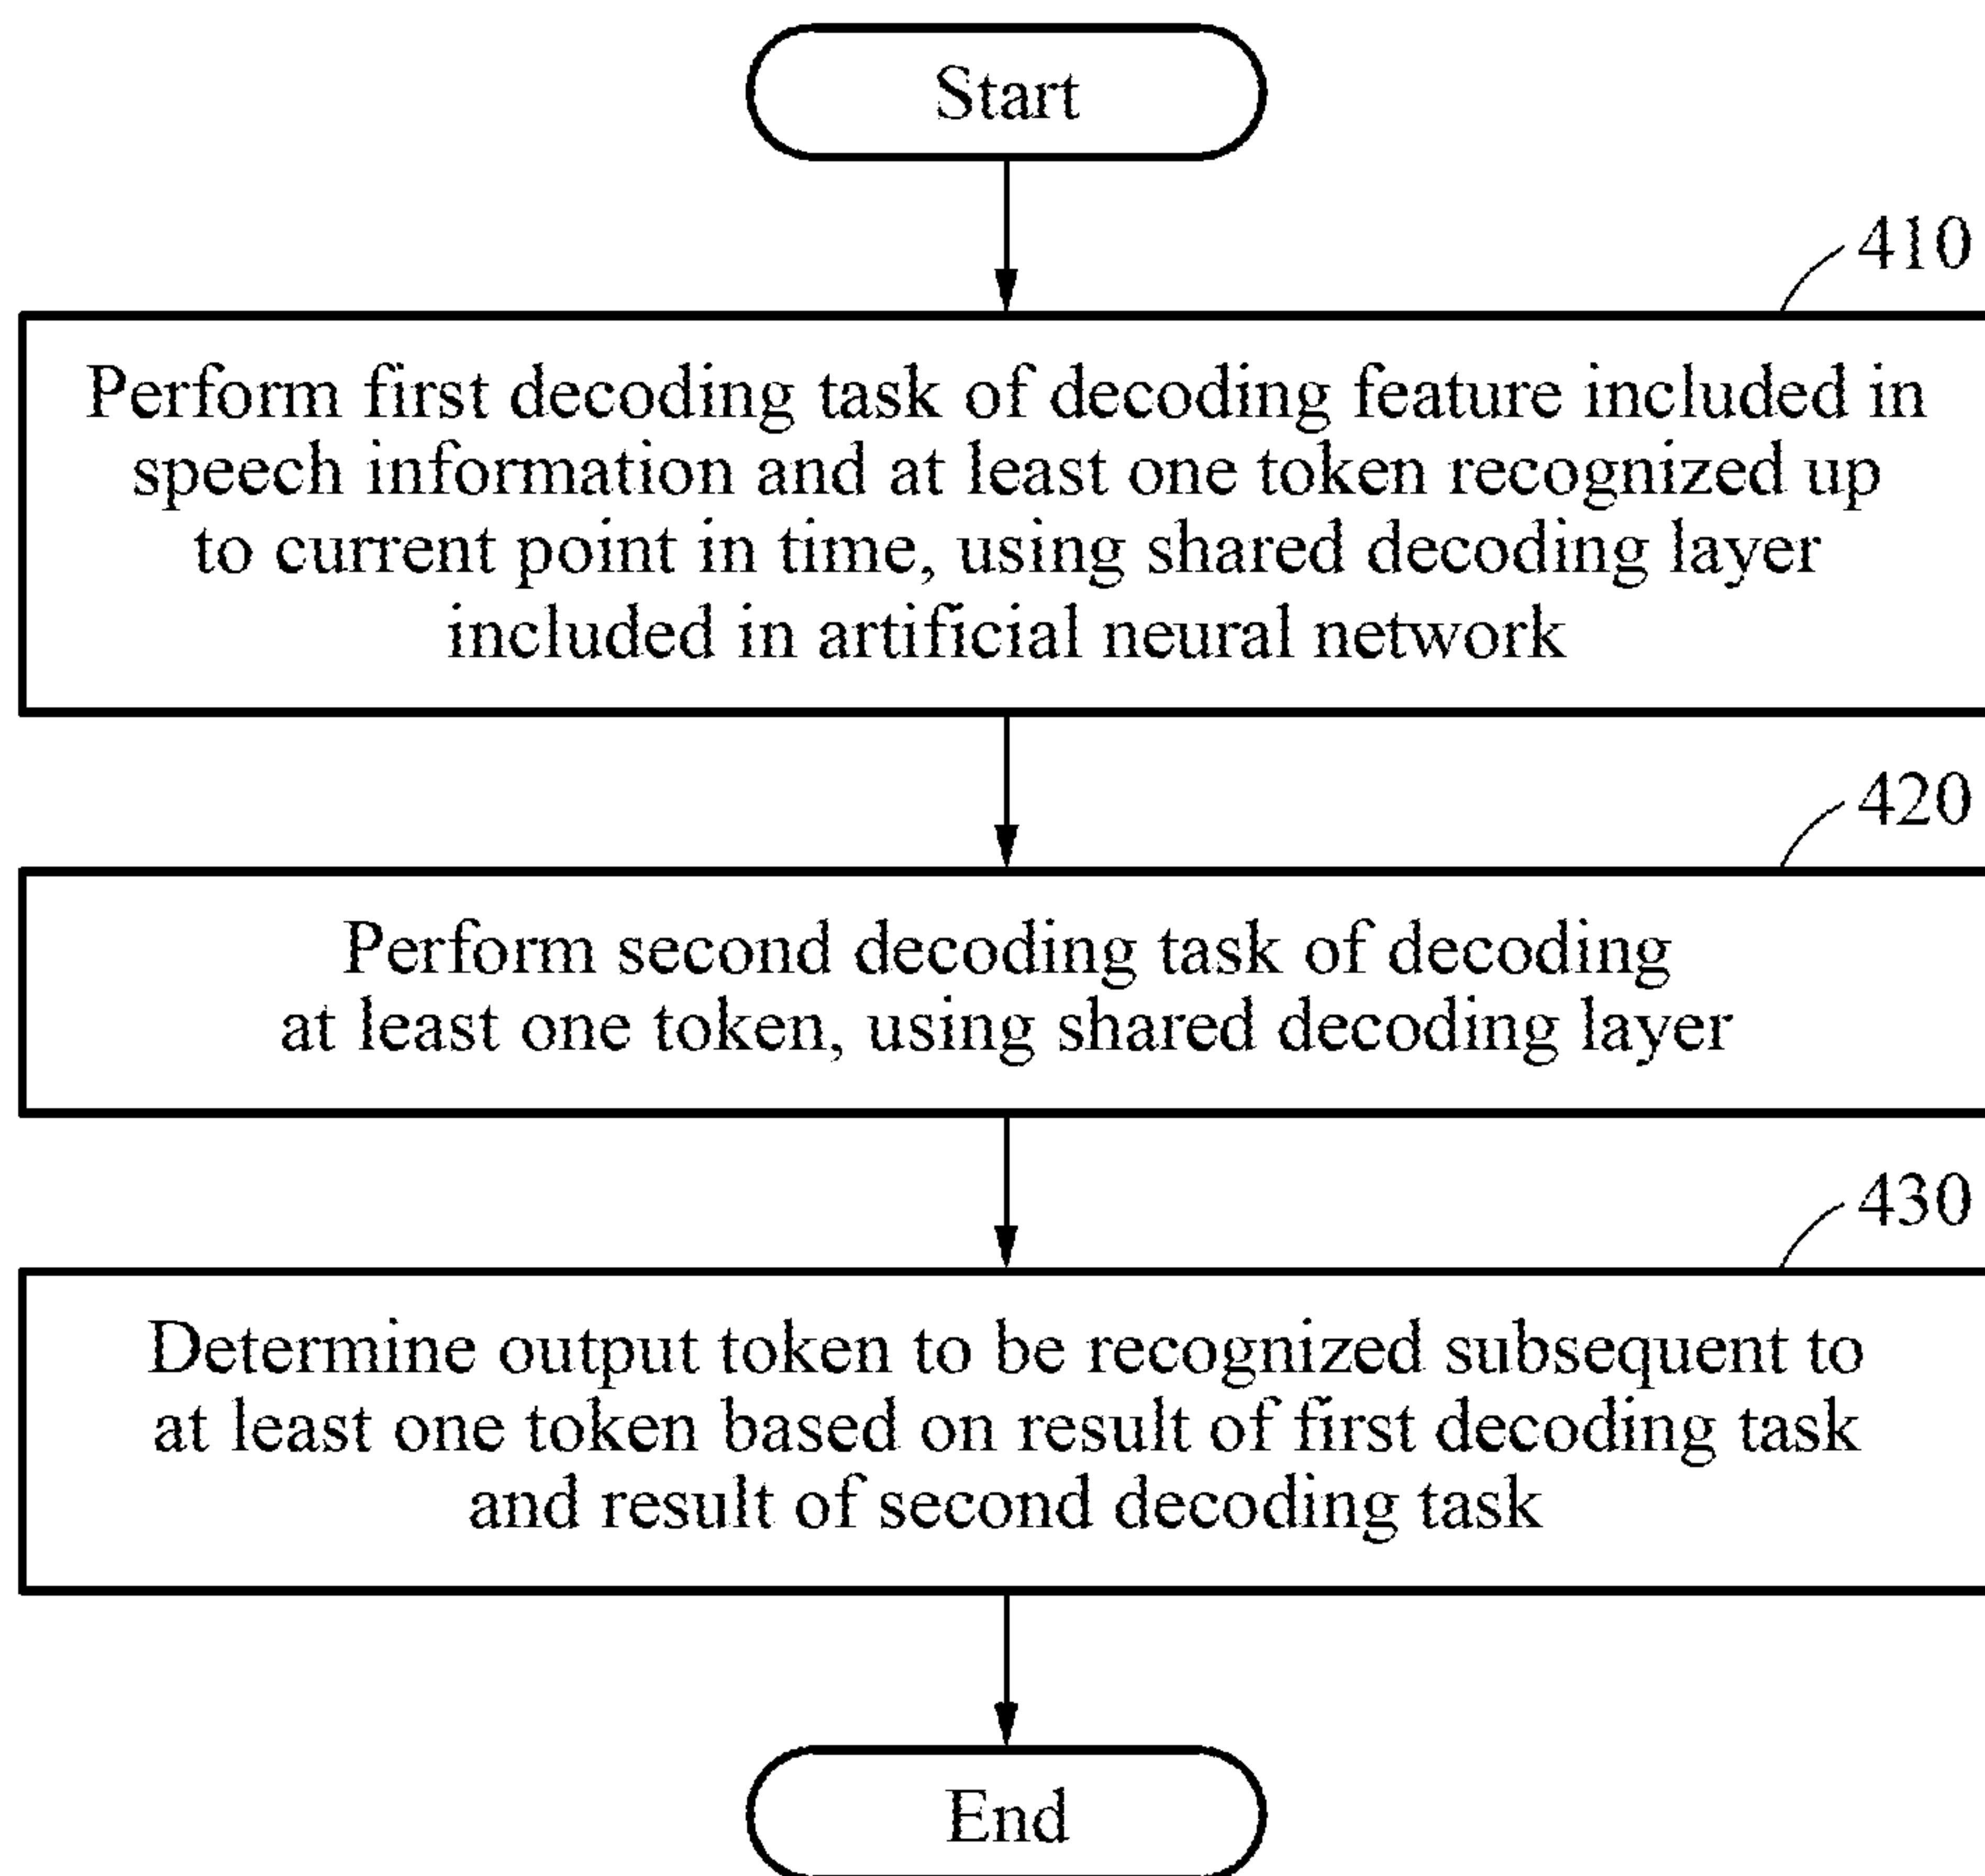 Start
410
Perform first decoding task of decoding feature included in
speech information and at least one token recognized up
to current point in time, using shared decoding layer
included in artificial neural network
420
Perform second decoding task of decoding
at least one token, using shared decoding layer
430
Determine output token to be recognized subsequent to
at least one token based on result of first decoding task
and result of second decoding task
End